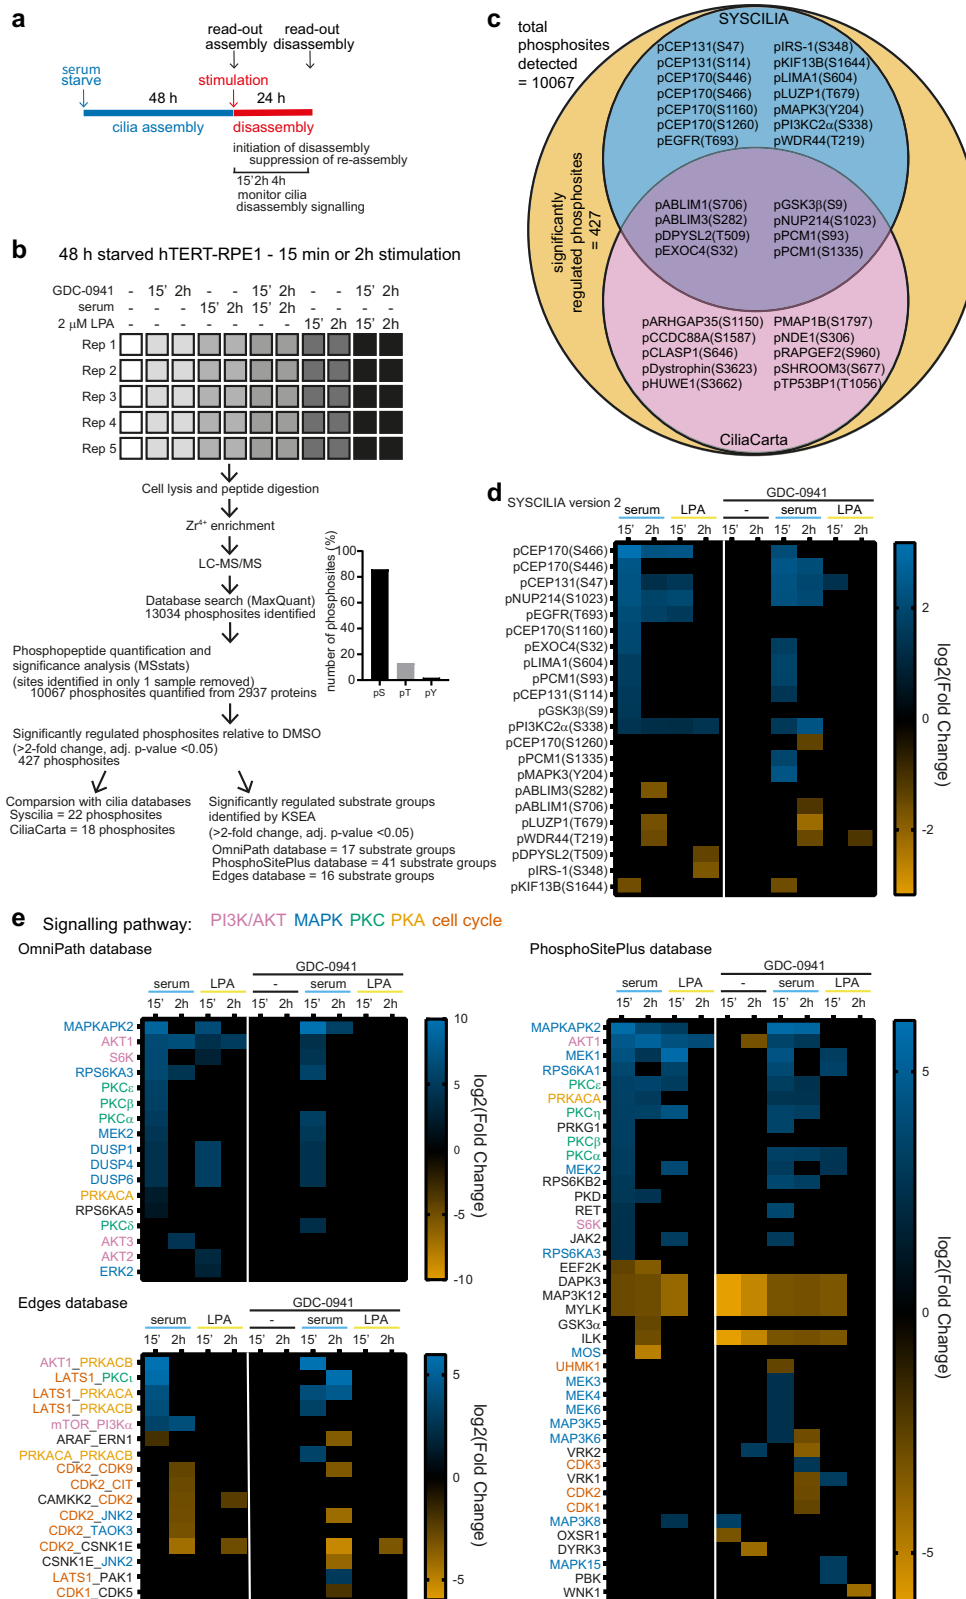 a
read-out
assembly
read-out
disassembly
serum
starve
stimulation
48 h
24 h
cilia assembly
disassembly
initiation of disassembly
suppression of re-assembly
15' 2h 4h
monitor cilia
disassembly signalling
b
48 h starved hTERT-RPE1 - 15 min or 2h stimulation
GDC-0941 - 15' 2h - - 15' 2h - - 15' 2h
serum - - - 15' 2h 15' 2h - - - -
2 µM LPA - - - - - - - 15' 2h 15' 2h
Rep 1
Rep 2
Rep 3
Rep 4
Rep 5
Cell lysis and peptide digestion
Zr⁴⁺ enrichment
LC-MS/MS
Database search (MaxQuant)
13034 phosphosites identified
Phosphopeptide quantification and
significance analysis (MSstats)
(sites identified in only 1 sample removed)
10067 phosphosites quantified from 2937 proteins
Significantly regulated phosphosites relative to DMSO
(>2-fold change, adj. p-value <0.05)
427 phosphosites
Comparsion with cilia databases
Syscilia = 22 phosphosites
CiliaCarta = 18 phosphosites
Significantly regulated substrate groups
identified by KSEA
(>2-fold change, adj. p-value <0.05)
OmniPath database = 17 substrate groups
PhosphoSitePlus database = 41 substrate groups
Edges database = 16 substrate groups
number of phosphosites (%)
100
80
60
40
20
0
pS pT pY
c
total
phosphosites
detected
= 10067
significantly
regulated phosphosites
= 427
SYSCILIA
pCEP131(S47) pIRS-1(S348)
pCEP131(S114) pKIF13B(S1644)
pCEP170(S446) pLIMA1(S604)
pCEP170(S466) pLUZP1(T679)
pCEP170(S1160) pMAPK3(Y204)
pCEP170(S1260) pPI3KC2α(S338)
pEGFR(T693) pWDR44(T219)
pABLIM1(S706) pGSK3β(S9)
pABLIM3(S282) pNUP214(S1023)
pDPYSL2(T509) pPCM1(S93)
pEXOC4(S32) pPCM1(S1335)
pARHGAP35(S1150) PMAP1B(S1797)
pCCDC88A(S1587) pNDE1(S306)
pCLASP1(S646) pRAPGEF2(S960)
pDystrophin(S3623) pSHROOM3(S677)
pHUWE1(S3662) pTP53BP1(T1056)
CiliaCarta
d
SYSCILIA version 2
GDC-0941
serum LPA - serum LPA
15' 2h 15' 2h 15' 2h 15' 2h 15' 2h
pCEP170(S466)
pCEP170(S446)
pCEP131(S47)
pNUP214(S1023)
pEGFR(T693)
pCEP170(S1160)
pEXOC4(S32)
pLIMA1(S604)
pPCM1(S93)
pCEP131(S114)
pGSK3β(S9)
pPI3KC2α(S338)
pCEP170(S1260)
pPCM1(S1335)
pMAPK3(Y204)
pABLIM3(S282)
pABLIM1(S706)
pLUZP1(T679)
pWDR44(T219)
pDPYSL2(T509)
pIRS-1(S348)
pKIF13B(S1644)
2
0
-2
log2(Fold Change)
e
Signalling pathway: PI3K/AKT MAPK PKC PKA cell cycle
OmniPath database
GDC-0941
serum LPA - serum LPA
15' 2h 15' 2h 15' 2h 15' 2h 15' 2h
MAPKAPK2
AKT1
S6K
RPS6KA3
PKCε
PKCβ
PKCα
MEK2
DUSP1
DUSP4
DUSP6
PRKACA
RPS6KA5
PKCδ
AKT3
AKT2
ERK2
10
5
0
-5
-10
log2(Fold Change)
Edges database
GDC-0941
serum LPA - serum LPA
15' 2h 15' 2h 15' 2h 15' 2h 15' 2h
AKT1_PRKACB
LATS1_PKCι
LATS1_PRKACA
LATS1_PRKACB
mTOR_PI3Kα
ARAF_ERN1
PRKACA_PRKACB
CDK2_CDK9
CDK2_CIT
CAMKK2_CDK2
CDK2_JNK2
CDK2_TAOK3
CDK2_CSNK1E
CSNK1E_JNK2
LATS1_PAK1
CDK1_CDK5
5
0
-5
log2(Fold Change)
PhosphoSitePlus database
GDC-0941
serum LPA - serum LPA
15' 2h 15' 2h 15' 2h 15' 2h 15' 2h
MAPKAPK2
AKT1
MEK1
RPS6KA1
PKCε
PRKACA
PKCη
PRKG1
PKCβ
PKCα
MEK2
RPS6KB2
PKD
RET
S6K
JAK2
RPS6KA3
EEF2K
DAPK3
MAP3K12
MYLK
GSK3α
ILK
MOS
UHMK1
MEK3
MEK4
MEK6
MAP3K5
MAP3K6
VRK2
CDK3
VRK1
CDK2
CDK1
MAP3K8
OXSR1
DYRK3
MAPK15
PBK
WNK1
5
0
-5
log2(Fold Change)